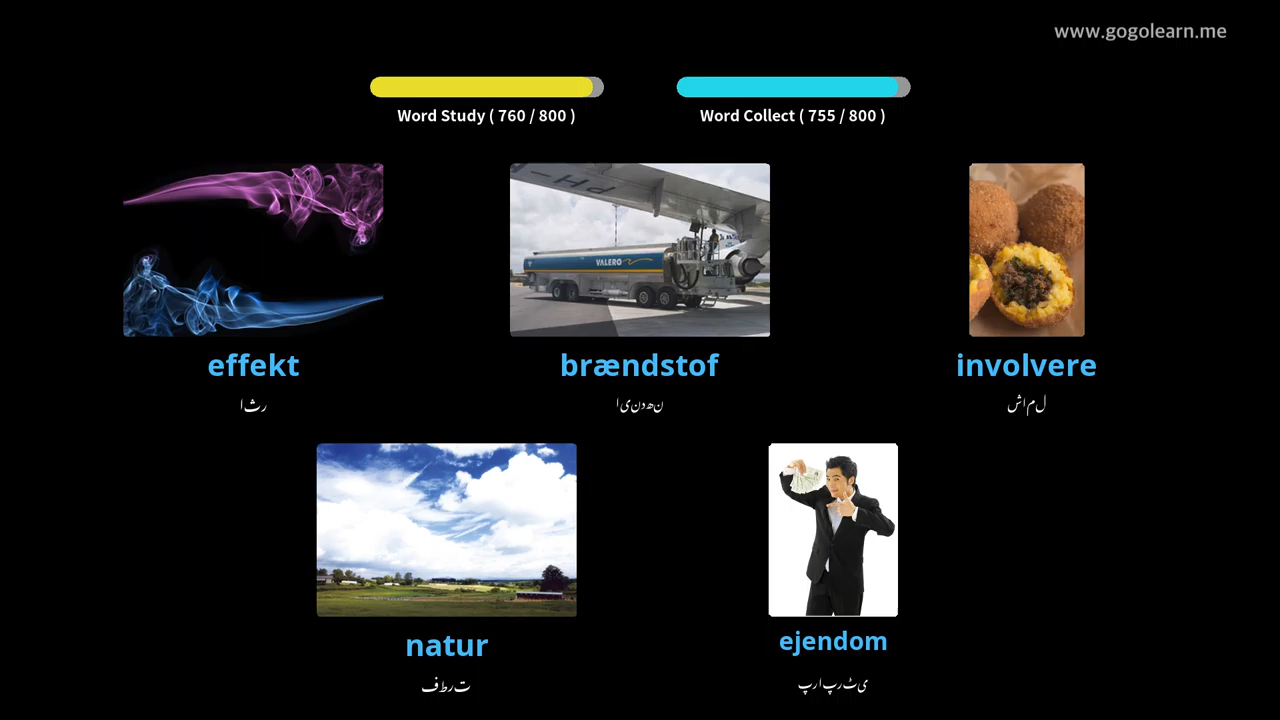 www.gogolearn.me
Word Study ( 760 / 800 )
Word Collect ( 755 / 800 )
VALERO
effekt
brændstof
involvere
اثر
ایندھن
شامل
natur
ejendom
فطرت
پراپرٹی